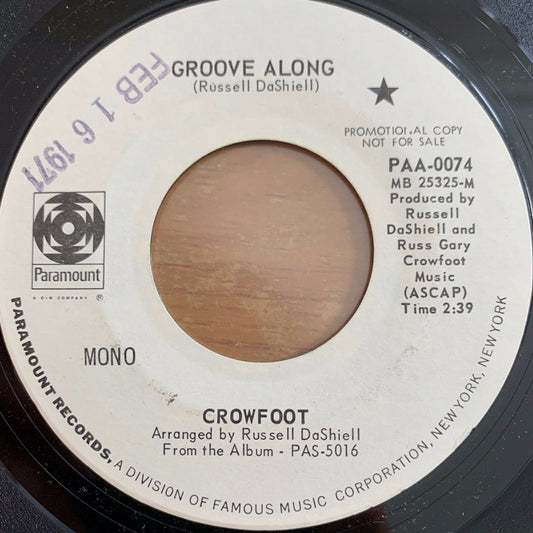 GROOVE ALONG
(Russell DaShiell)
FEB 16 1971
PROMOTIONAL COPY
NOT FOR SALE
PAA-0074
MB 25325-M
Produced by
Russell
DaShiell and
Russ Gary
Crowfoot
Music
(ASCAP)
Time 2:39
Paramount
A G+W COMPANY ®
MONO
CROWFOOT
Arranged by Russell DaShiell
From the Album - PAS-5016
PARAMOUNT RECORDS, A DIVISION OF FAMOUS MUSIC CORPORATION, NEW YORK, NEW YORK